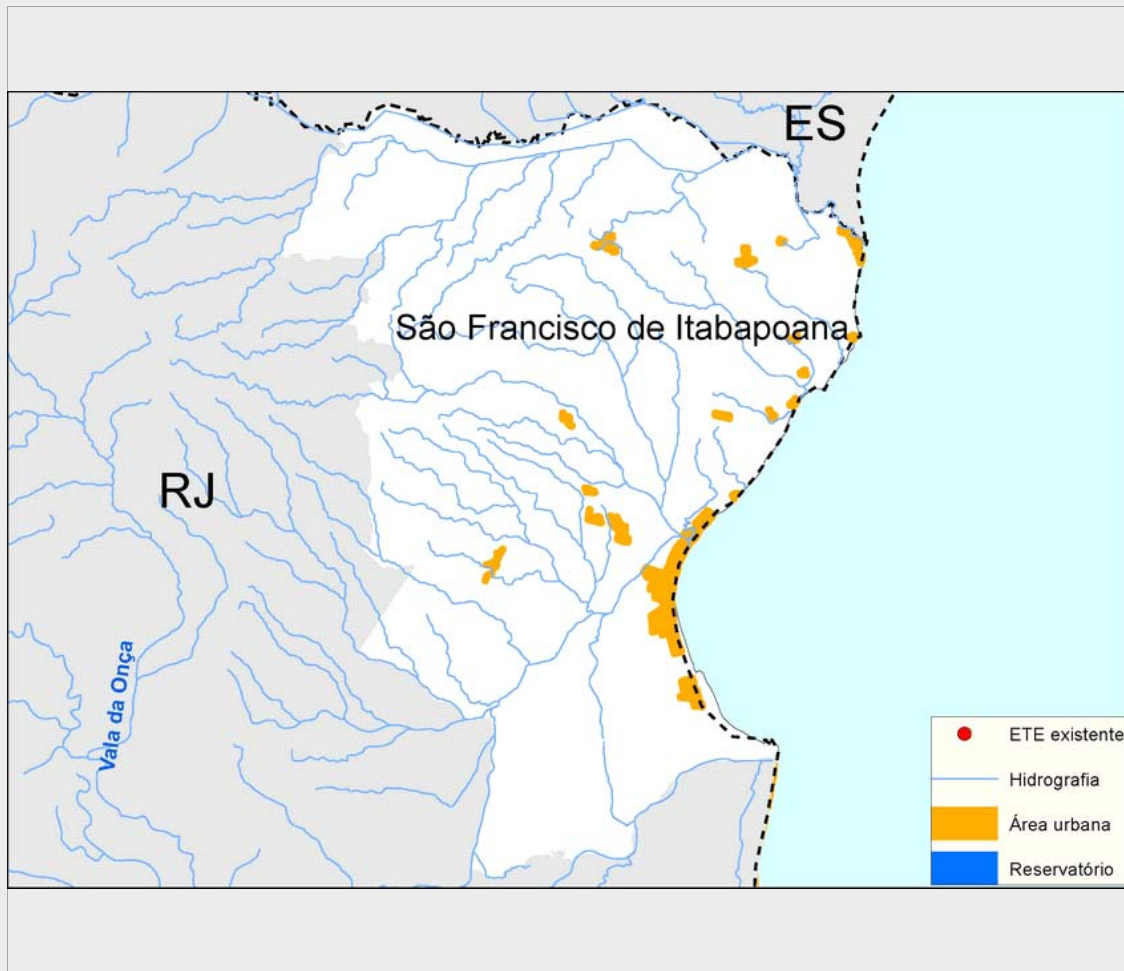 ES
São Francisco de Itabapoana
RJ
Vala da Onça
ETE existente
Hidrografia
Área urbana
Reservatório